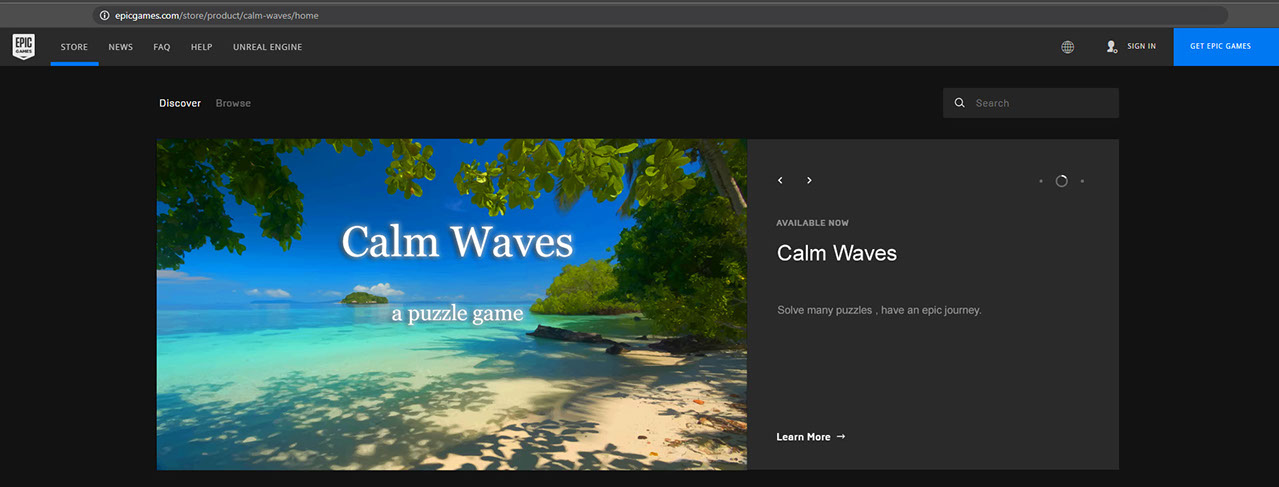 epicgames.com/store/product/calm-waves/home
EPIC
GAMES
STORE NEWS FAQ HELP UNREAL ENGINE SIGN IN GET EPIC GAMES
Discover Browse Search
Calm Waves
a puzzle game
AVAILABLE NOW
Calm Waves
Solve many puzzles , have an epic journey.
Learn More →